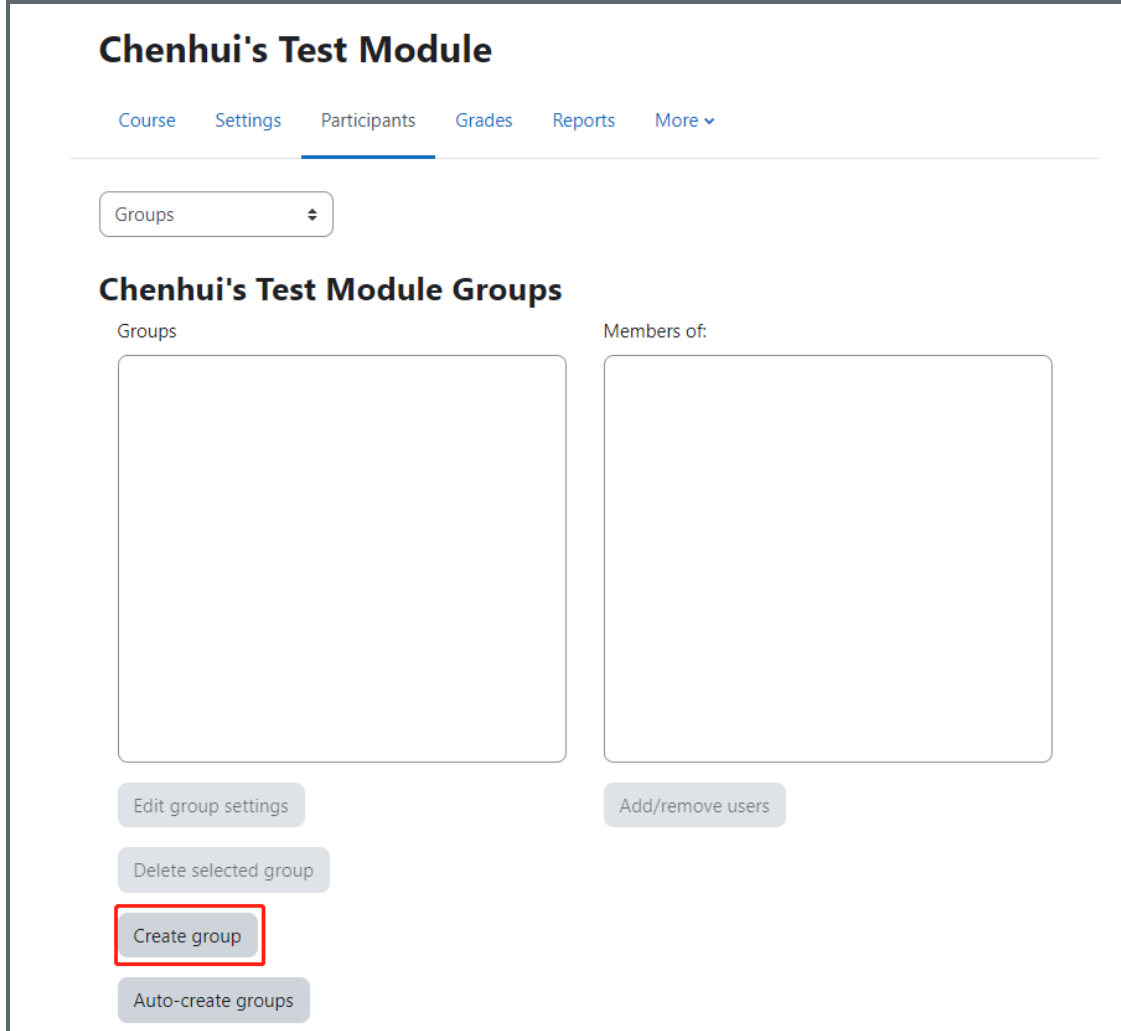 Chenhui's Test Module
Course Settings Participants Grades Reports More
Groups
Chenhui's Test Module Groups
Groups Members of:
Edit group settings Add/remove users
Delete selected group
Create group
Auto-create groups